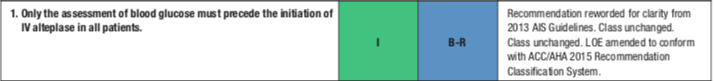 1. Only the assessment of blood glucose must precede the initiation of
IV alteplase in all patients.
I
B-R
Recommendation reworded for clarity from
2013 AIS Guidelines. Class unchanged.
Class unchanged. LOE amended to conform
with ACC/AHA 2015 Recommendation
Classification System.